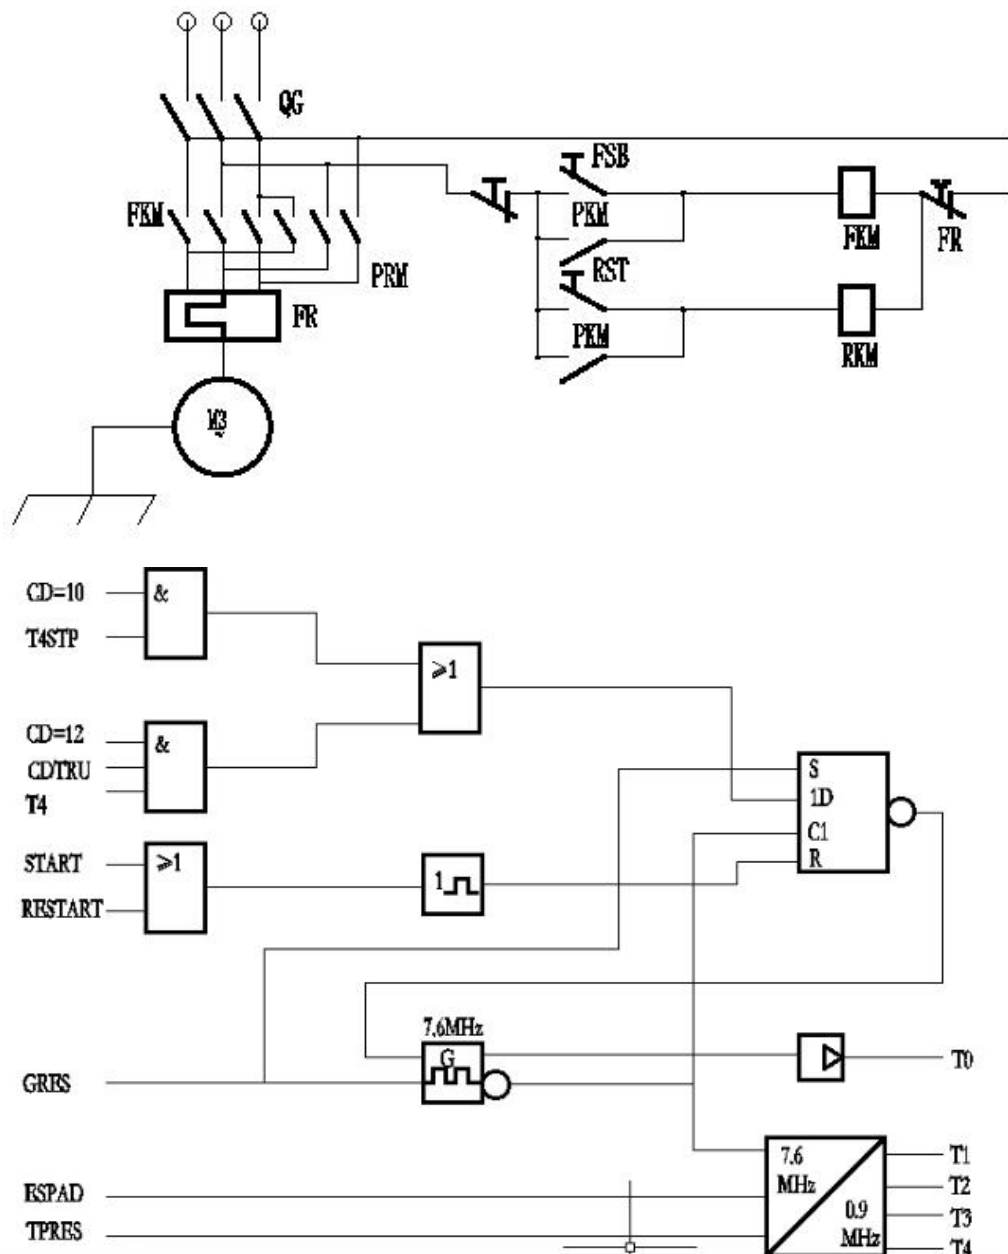 QG
FSB
FKM
PKM
FKM
FR
RST
PRM
FR
PKM
RKM
M3
~
CD=10
&
T4STP
≥1
CD=12
&
CDTRU
T4
S
1D
C1
R
START
≥1
1
RESTART
7.6MHz
G
T0
GRES
7.6
MHz
T1
ESPAD
T2
0.9
MHz
T3
TPRES
T4